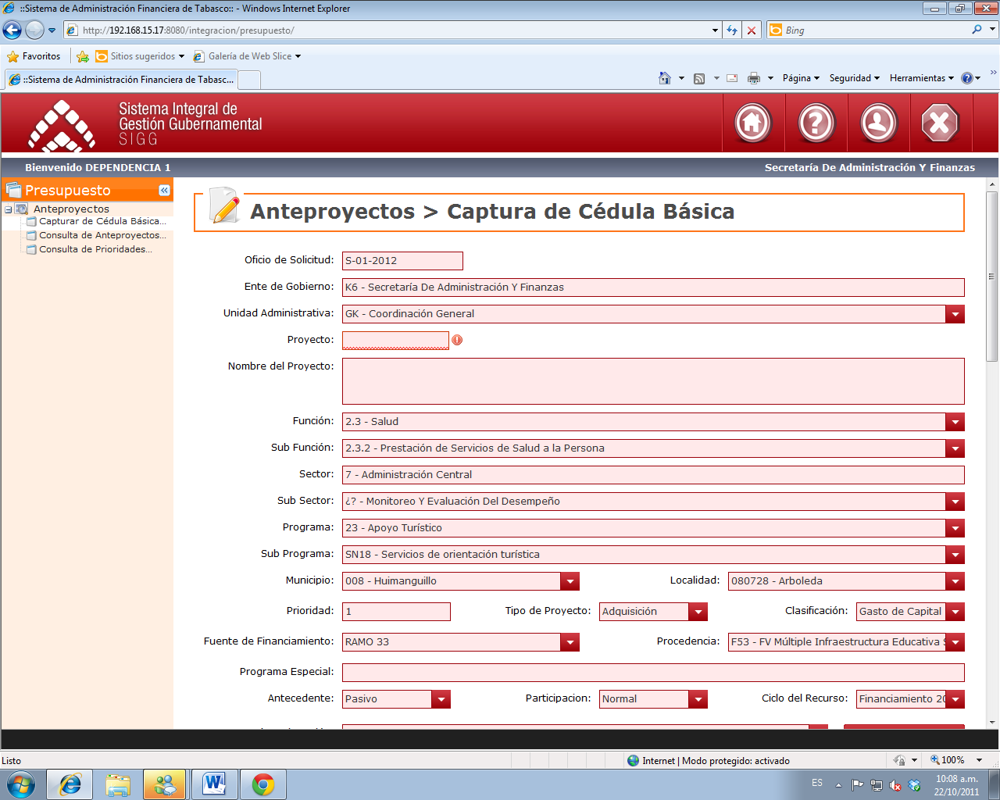 ::Sistema de Administración Financiera de Tabasco:: - Windows Internet Explorer
http://192.168.15.17:8080/integracion/presupuesto/
Bing
Favoritos
Sitios sugeridos
Galería de Web Slice
::Sistema de Administración Financiera de Tabasc...
Página
Seguridad
Herramientas
Sistema Integral de
Gestión Gubernamental
SIGG
Bienvenido DEPENDENCIA 1
Secretaría De Administración Y Finanzas
Presupuesto
Anteproyectos
Capturar de Cédula Básica...
Consulta de Anteproyectos...
Consulta de Prioridades...
Anteproyectos > Captura de Cédula Básica
Oficio de Solicitud: S-01-2012
Ente de Gobierno: K6 - Secretaría De Administración Y Finanzas
Unidad Administrativa: GK - Coordinación General
Proyecto:
Nombre del Proyecto:
Función: 2.3 - Salud
Sub Función: 2.3.2 - Prestación de Servicios de Salud a la Persona
Sector: 7 - Administración Central
Sub Sector: ¿? - Monitoreo Y Evaluación Del Desempeño
Programa: 23 - Apoyo Turístico
Sub Programa: SN18 - Servicios de orientación turística
Municipio: 008 - Huimanguillo Localidad: 080728 - Arboleda
Prioridad: 1 Tipo de Proyecto: Adquisición Clasificación: Gasto de Capital
Fuente de Financiamiento: RAMO 33 Procedencia: F53 - FV Múltiple Infraestructura Educativa
Programa Especial:
Antecedente: Pasivo Participacion: Normal Ciclo del Recurso: Financiamiento 20
Listo
Internet | Modo protegido: activado
100%
ES
10:08 a.m.
22/10/2011